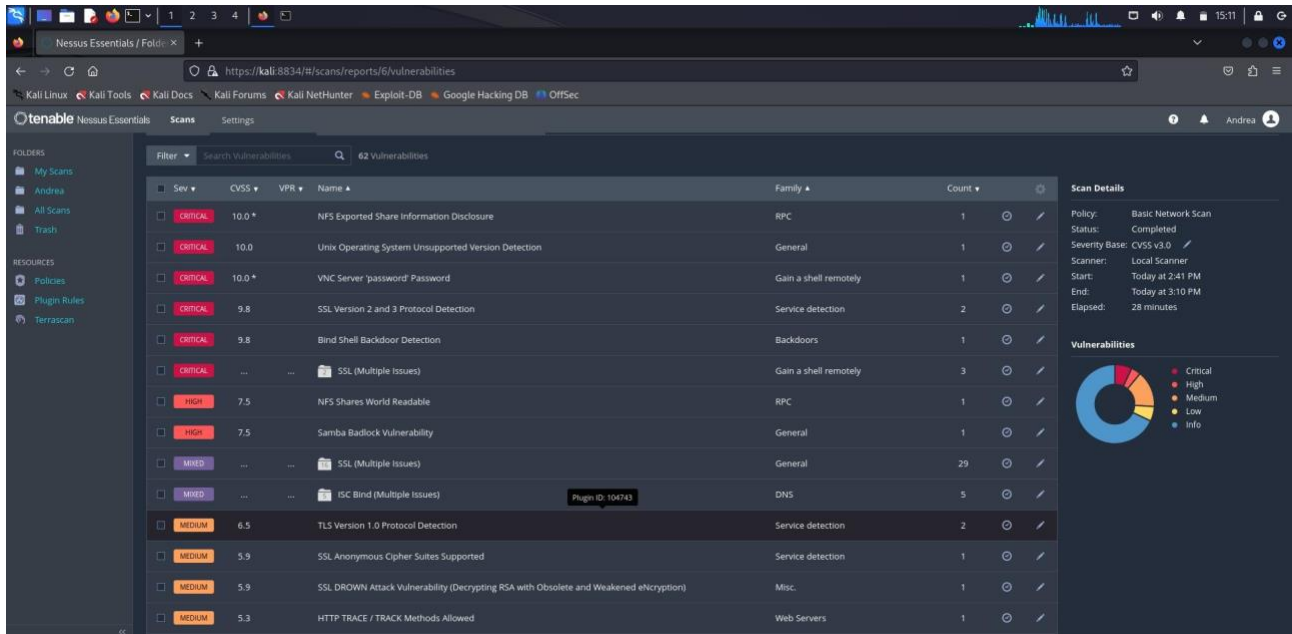 1 2 3 4
15:11
Nessus Essentials / Folde
https://kali:8834/#/scans/reports/6/vulnerabilities
Kali Linux Kali Tools Kali Docs Kali Forums Kali NetHunter Exploit-DB Google Hacking DB OffSec
tenable Nessus Essentials Scans Settings Andrea
FOLDERS
My Scans
Andrea
All Scans
Trash
RESOURCES
Policies
Plugin Rules
Terrascan
Filter Search Vulnerabilities 62 Vulnerabilities
Sev CVSS VPR Name Family Count
CRITICAL 10.0 * NFS Exported Share Information Disclosure RPC 1
CRITICAL 10.0 Unix Operating System Unsupported Version Detection General 1
CRITICAL 10.0 * VNC Server 'password' Password Gain a shell remotely 1
CRITICAL 9.8 SSL Version 2 and 3 Protocol Detection Service detection 2
CRITICAL 9.8 Bind Shell Backdoor Detection Backdoors 1
CRITICAL ... ... SSL (Multiple Issues) Gain a shell remotely 3
HIGH 7.5 NFS Shares World Readable RPC 1
HIGH 7.5 Samba Badlock Vulnerability General 1
MIXED ... ... SSL (Multiple Issues) General 29
MIXED ... ... ISC Bind (Multiple Issues) DNS 5
Plugin ID: 104743
MEDIUM 6.5 TLS Version 1.0 Protocol Detection Service detection 2
MEDIUM 5.9 SSL Anonymous Cipher Suites Supported Service detection 1
MEDIUM 5.9 SSL DROWN Attack Vulnerability (Decrypting RSA with Obsolete and Weakened eNcryption) Misc. 1
MEDIUM 5.3 HTTP TRACE / TRACK Methods Allowed Web Servers 1
Scan Details
Policy: Basic Network Scan
Status: Completed
Severity Base: CVSS v3.0
Scanner: Local Scanner
Start: Today at 2:41 PM
End: Today at 3:10 PM
Elapsed: 28 minutes
Vulnerabilities
Critical
High
Medium
Low
Info